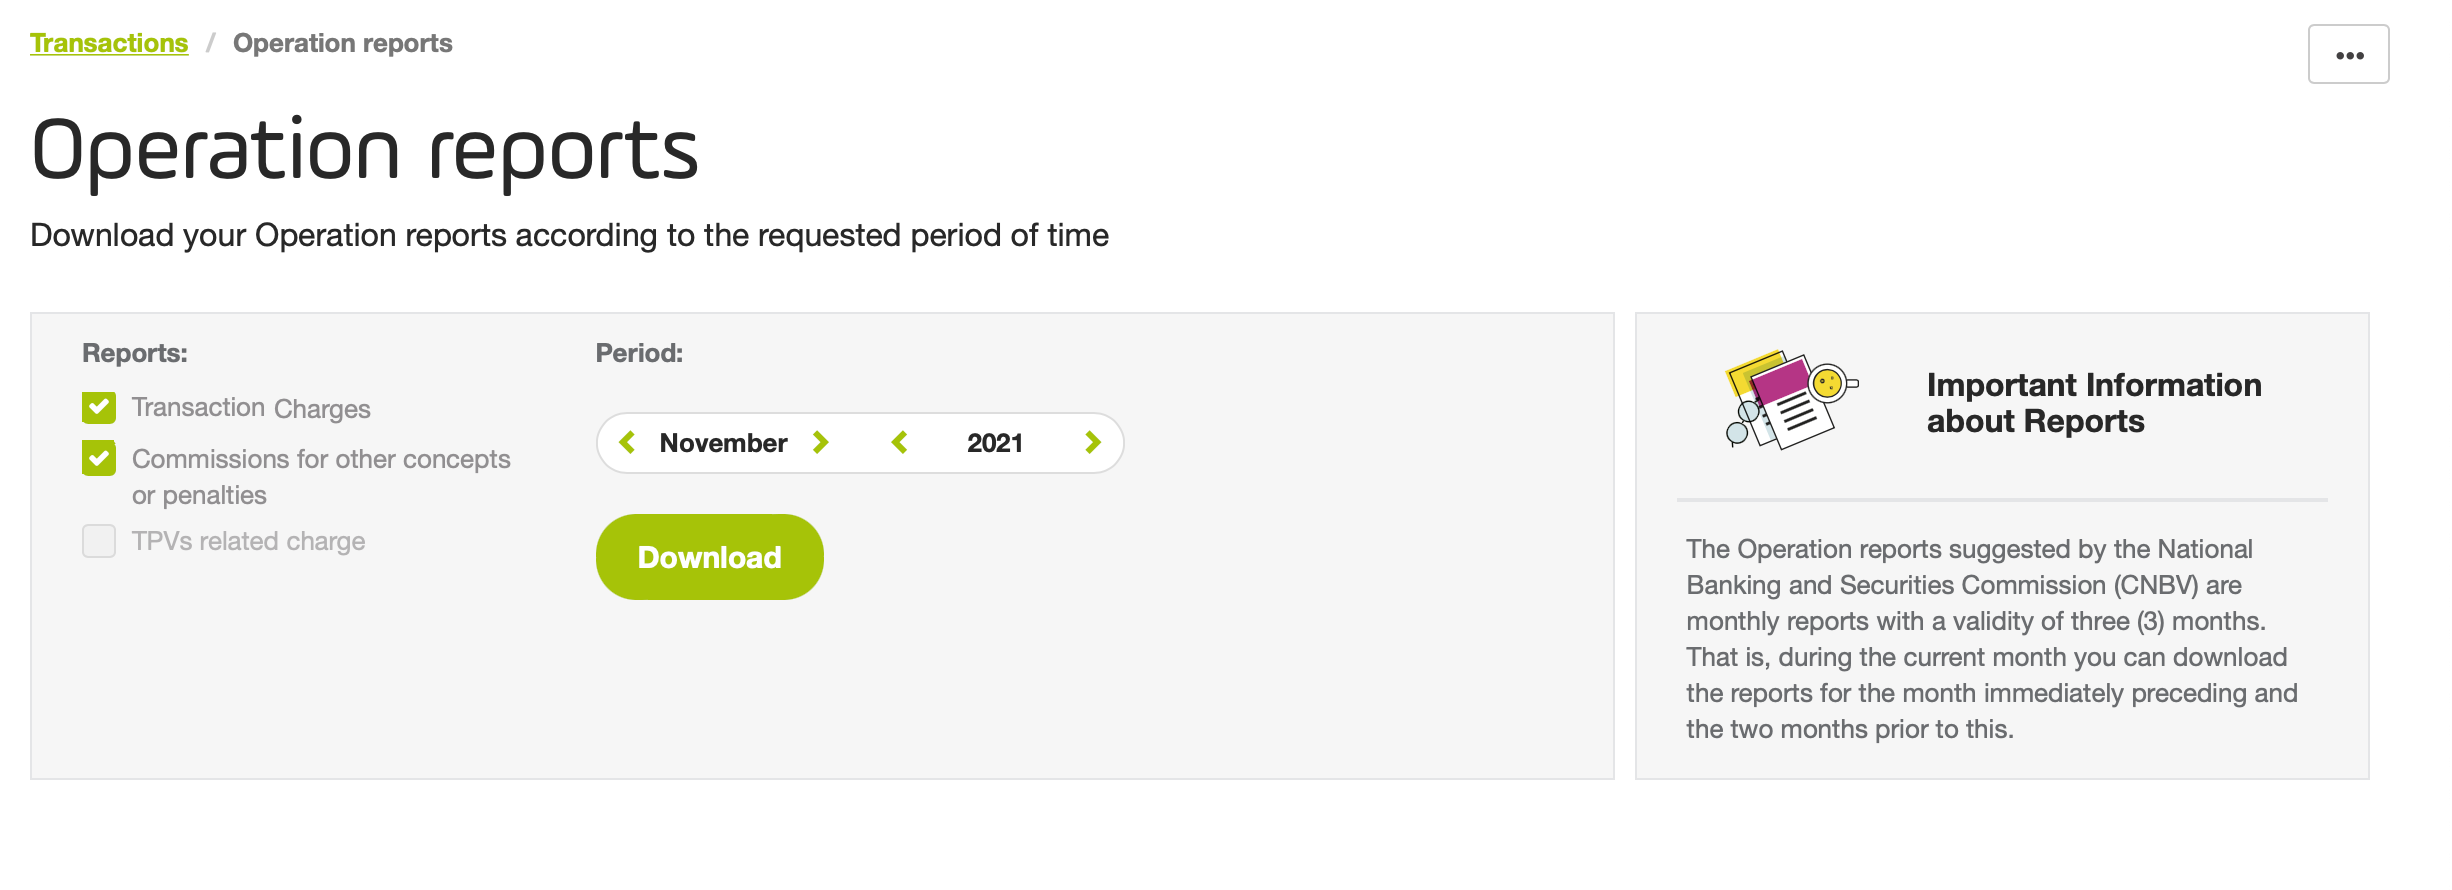 Transactions / Operation reports
Operation reports
Download your Operation reports according to the requested period of time
Reports:
Transaction Charges
Commissions for other concepts
or penalties
TPVs related charge
Period:
November 2021
Download
Important Information
about Reports
The Operation reports suggested by the National
Banking and Securities Commission (CNBV) are
monthly reports with a validity of three (3) months.
That is, during the current month you can download
the reports for the month immediately preceding and
the two months prior to this.